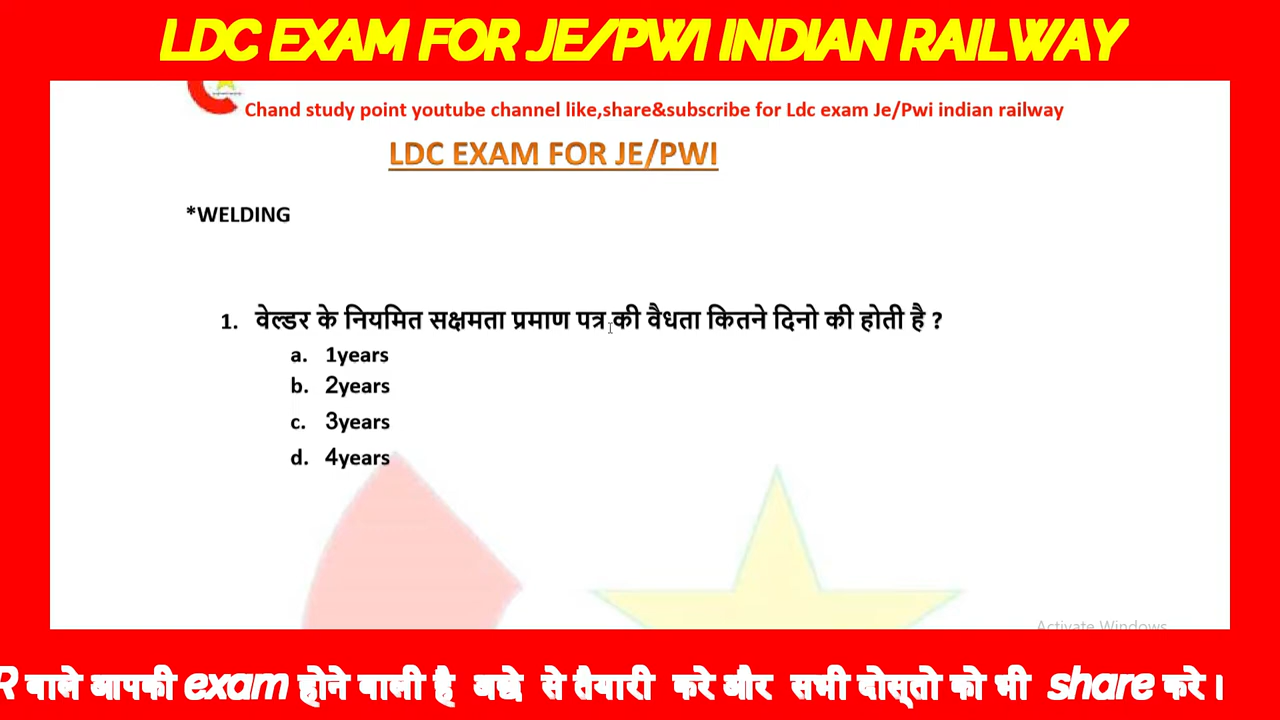 LDC EXAM FOR JE/PWI INDIAN RAILWAY
Chand study point youtube channel like,share&subscribe for Ldc exam Je/Pwi indian railway
LDC EXAM FOR JE/PWI
*WELDING
1. वेल्डर के नियमित सक्षमता प्रमाण पत्र की वैधता कितने दिनो की होती है ?
a. 1years
b. 2years
c. 3years
d. 4years
Activate Windows
R वाले आपकी exam होने वाली है अच्छे से तैयारी करे और सभी दोस्तो को भी share करे।